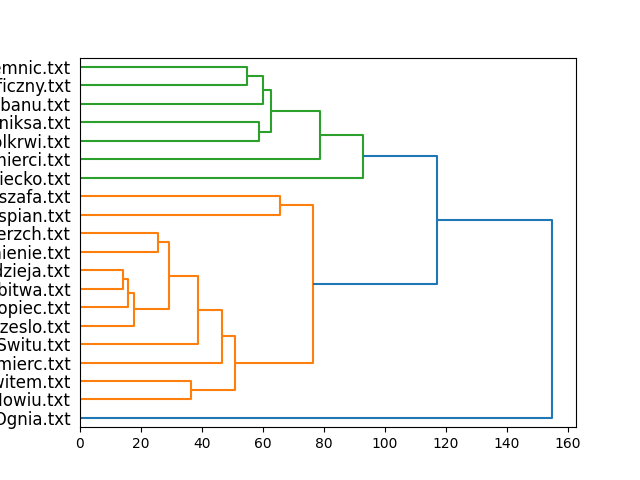 emnic.txt
ficzny.txt
banu.txt
niksa.txt
olkrwi.txt
nierci.txt
iecko.txt
szafa.txt
spian.txt
erzch.txt
nienie.txt
dzieja.txt
bitwa.txt
opiec.txt
zeslo.txt
Switu.txt
mierc.txt
witem.txt
Nowiu.txt
Ognia.txt
0 20 40 60 80 100 120 140 160